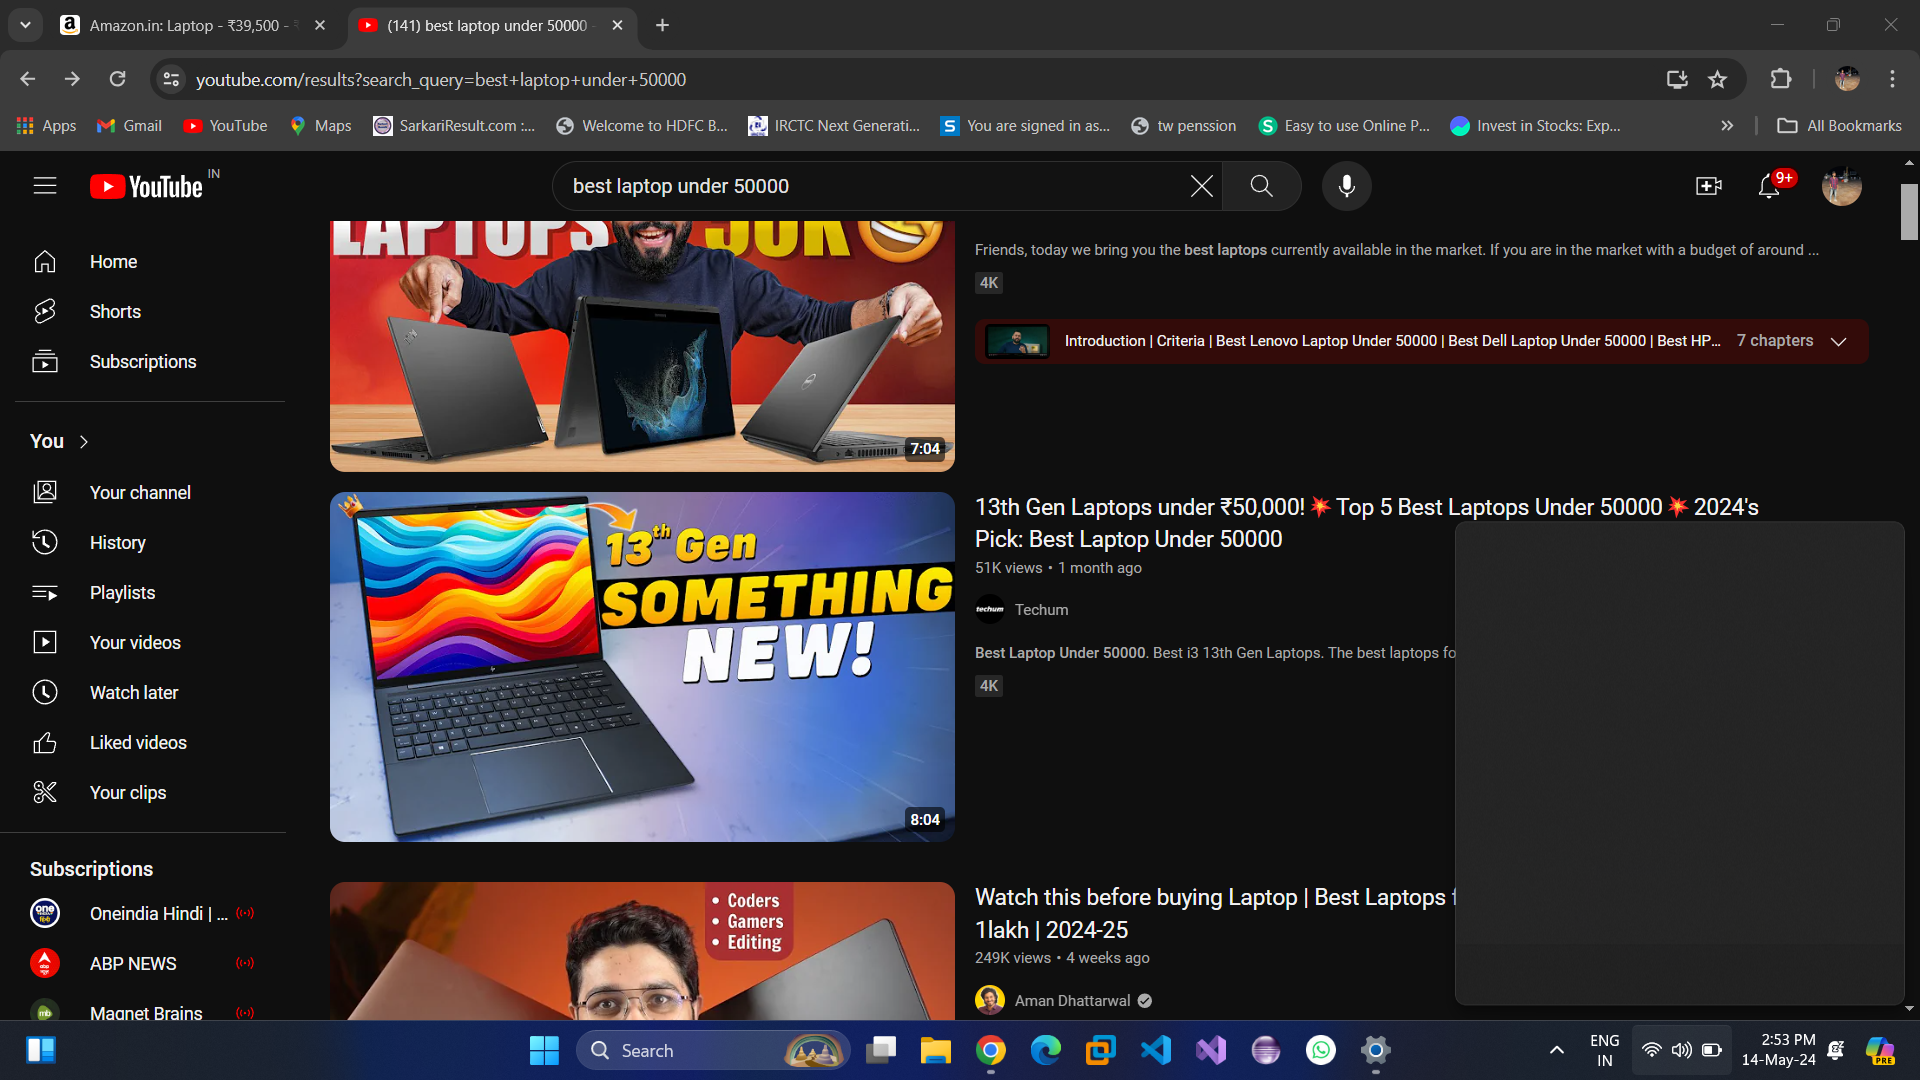 Amazon.in: Laptop - ₹39,500 -
(141) best laptop under 50000 -
youtube.com/results?search_query=best+laptop+under+50000
Apps
Gmail
YouTube
Maps
SarkariResult.com :...
Welcome to HDFC B...
IRCTC Next Generati...
You are signed in as...
tw penssion
Easy to use Online P...
Invest in Stocks: Exp...
All Bookmarks
YouTube IN
best laptop under 50000
9+
Home
Shorts
Subscriptions
You
Your channel
History
Playlists
Your videos
Watch later
Liked videos
Your clips
Subscriptions
Oneindia Hindi | ...
ABP NEWS
Magnet Brains
LAPTOPS 50K
7:04
Friends, today we bring you the best laptops currently available in the market. If you are in the market with a budget of around ...
4K
Introduction | Criteria | Best Lenovo Laptop Under 50000 | Best Dell Laptop Under 50000 | Best HP...
7 chapters
13th Gen
SOMETHING
NEW!
8:04
13th Gen Laptops under ₹50,000!💥Top 5 Best Laptops Under 50000💥2024's
Pick: Best Laptop Under 50000
51K views • 1 month ago
techum
Techum
Best Laptop Under 50000. Best i3 13th Gen Laptops. The best laptops fo
4K
• Coders
• Gamers
• Editing
Watch this before buying Laptop | Best Laptops
1lakh | 2024-25
249K views • 4 weeks ago
Aman Dhattarwal
Search
ENG
IN
2:53 PM
14-May-24
PRE